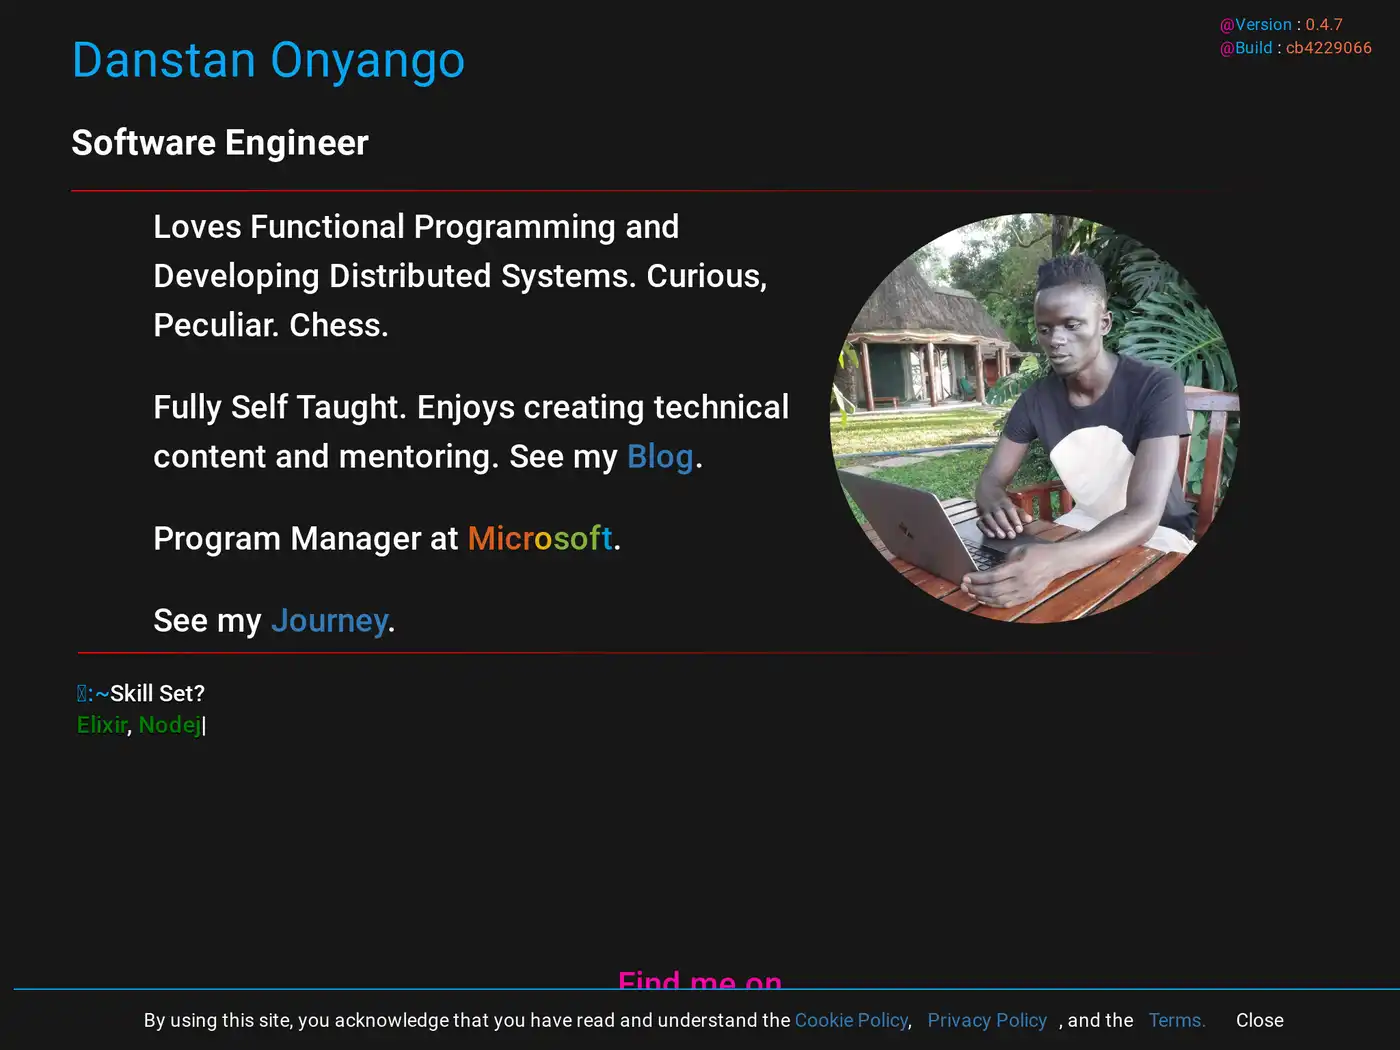 Danstan Onyango
@Version : 0.4.7
@Build : cb4229066
Software Engineer
Loves Functional Programming and
Developing Distributed Systems. Curious,
Peculiar. Chess.
Fully Self Taught. Enjoys creating technical
content and mentoring. See my Blog.
Program Manager at Microsoft.
See my Journey.
:~Skill Set?
Elixir, Nodej|
Find me on
By using this site, you acknowledge that you have read and understand the Cookie Policy, Privacy Policy , and the Terms. Close